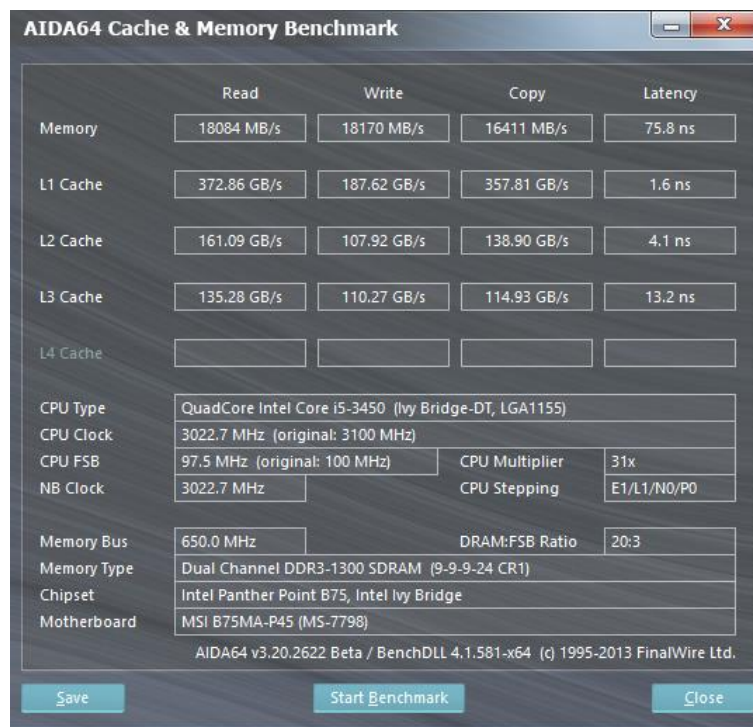 AIDA64 Cache & Memory Benchmark
Read Write Copy Latency
Memory 18084 MB/s 18170 MB/s 16411 MB/s 75.8 ns
L1 Cache 372.86 GB/s 187.62 GB/s 357.81 GB/s 1.6 ns
L2 Cache 161.09 GB/s 107.92 GB/s 138.90 GB/s 4.1 ns
L3 Cache 135.28 GB/s 110.27 GB/s 114.93 GB/s 13.2 ns
L4 Cache
CPU Type QuadCore Intel Core i5-3450 (Ivy Bridge-DT, LGA1155)
CPU Clock 3022.7 MHz (original: 3100 MHz)
CPU FSB 97.5 MHz (original: 100 MHz) CPU Multiplier 31x
NB Clock 3022.7 MHz CPU Stepping E1/L1/N0/P0
Memory Bus 650.0 MHz DRAM:FSB Ratio 20:3
Memory Type Dual Channel DDR3-1300 SDRAM (9-9-9-24 CR1)
Chipset Intel Panther Point B75, Intel Ivy Bridge
Motherboard MSI B75MA-P45 (MS-7798)
AIDA64 v3.20.2622 Beta / BenchDLL 4.1.581-x64 (c) 1995-2013 FinalWire Ltd.
Save Start Benchmark Close